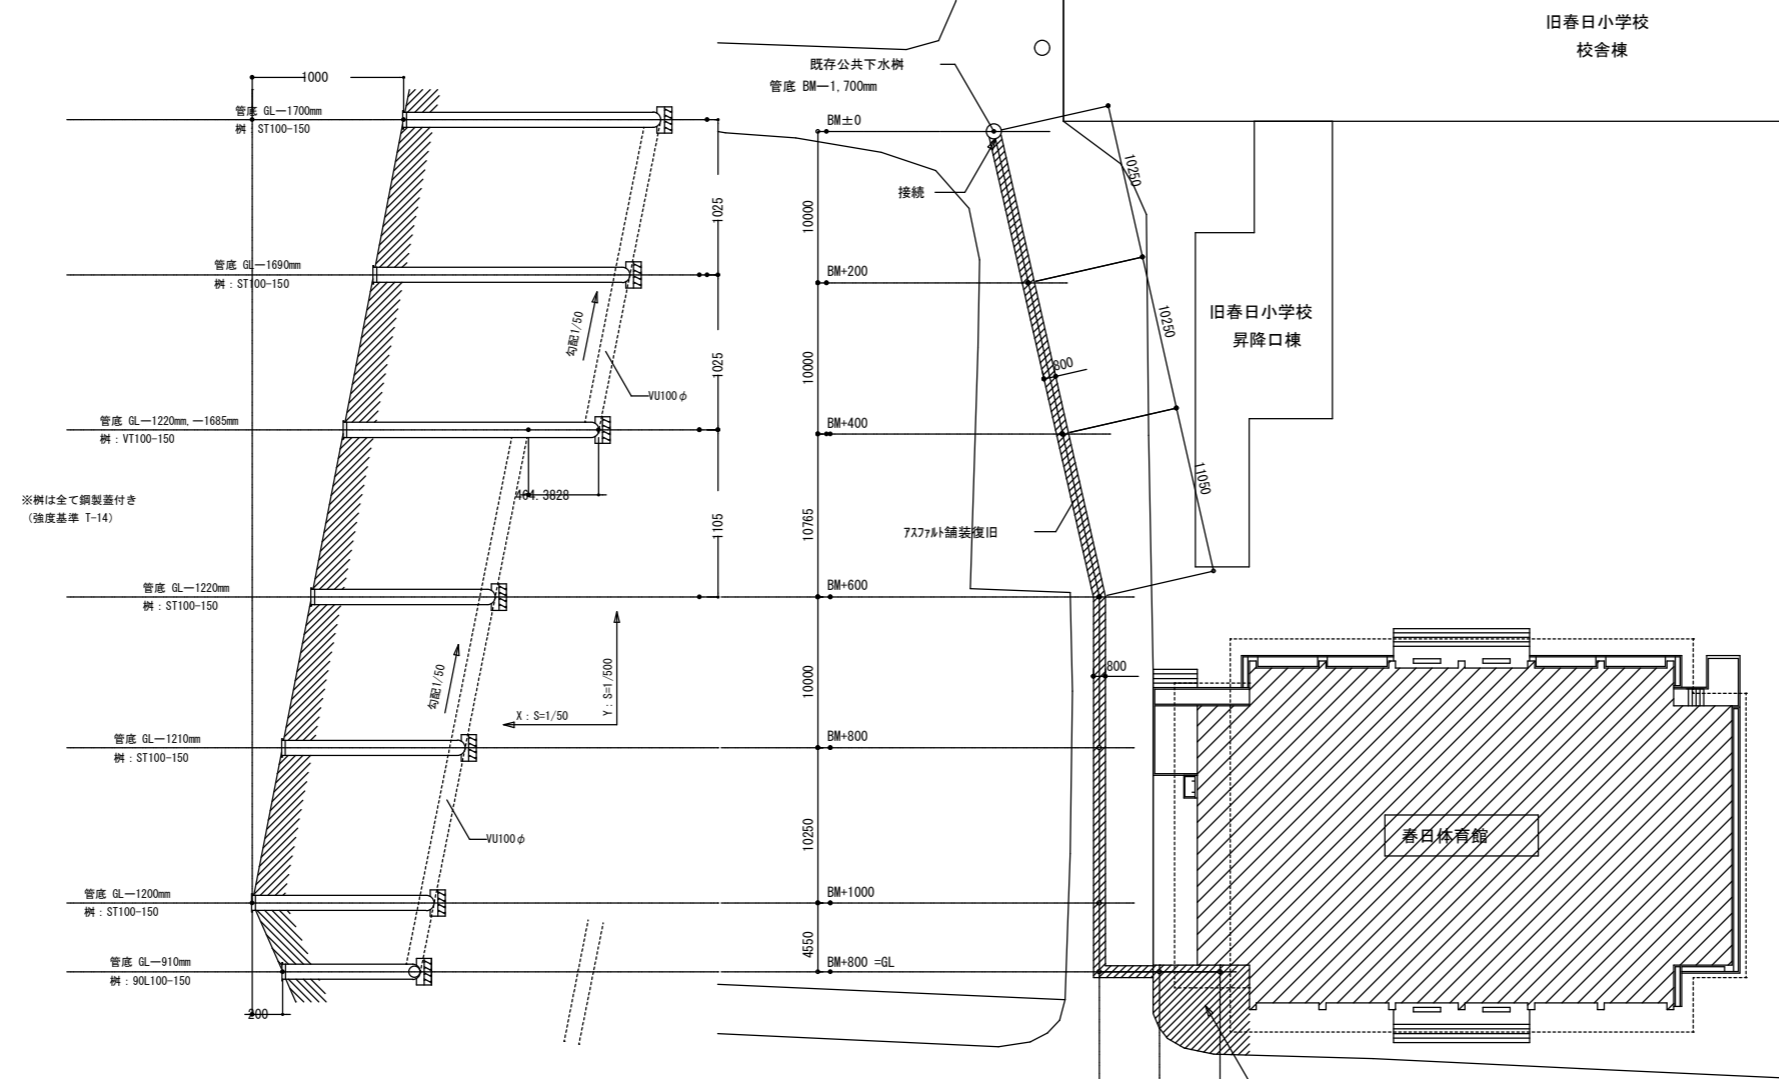 旧春日小学校
校舎棟
既存公共下水桝
管底 BM－1,700mm
1000
管底 GL－1700mm
桝：ST100-150
BM±0
接続
10250
1025
10000
管底 GL－1690mm
桝：ST100-150
BM+200
旧春日小学校
昇降口棟
勾配1/50
1025
10000
10250
800
VU100φ
管底 GL－1220mm,－1685mm
桝：VT100-150
BM+400
※桝は全て鋼製蓋付き
（強度基準 T-14）
464.3828
1105
10765
11050
ｱｽﾌｧﾙﾄ舗装復旧
管底 GL－1220mm
桝：ST100-150
BM+600
勾配1/50
X：S=1/50
Y：S=1/500
10000
800
管底 GL－1210mm
桝：ST100-150
BM+800
VU100φ
10250
春日体育館
管底 GL－1200mm
桝：ST100-150
BM+1000
4550
管底 GL－910mm
桝：90L100-150
BM+800 =GL
200